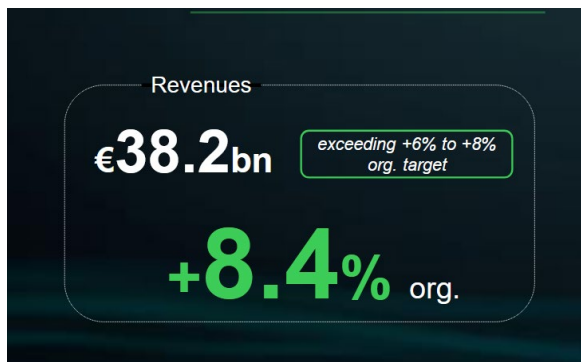 Revenues
€38.2bn
exceeding +6% to +8%
org. target
+8.4% org.